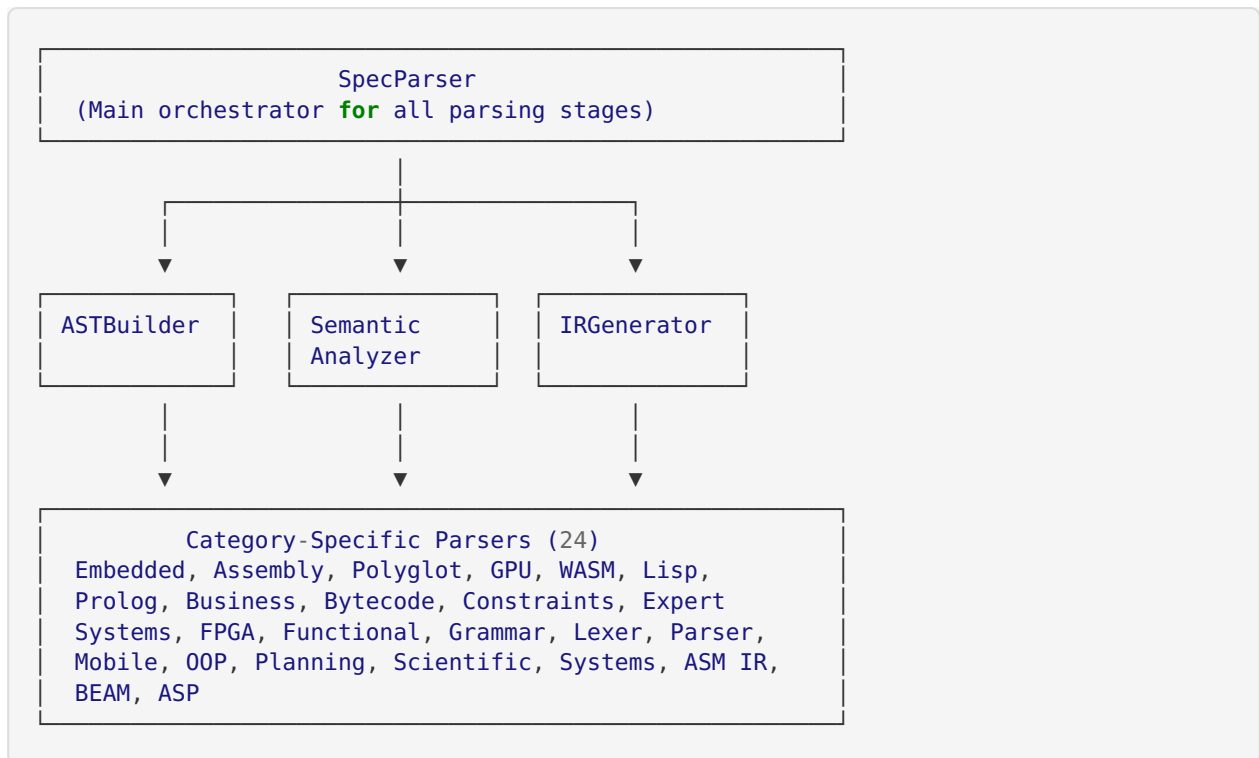 SpecParser
(Main orchestrator for all parsing stages)
ASTBuilder
Semantic
Analyzer
IRGenerator
Category-Specific Parsers (24)
Embedded, Assembly, Polyglot, GPU, WASM, Lisp,
Prolog, Business, Bytecode, Constraints, Expert
Systems, FPGA, Functional, Grammar, Lexer, Parser,
Mobile, OOP, Planning, Scientific, Systems, ASM IR,
BEAM, ASP